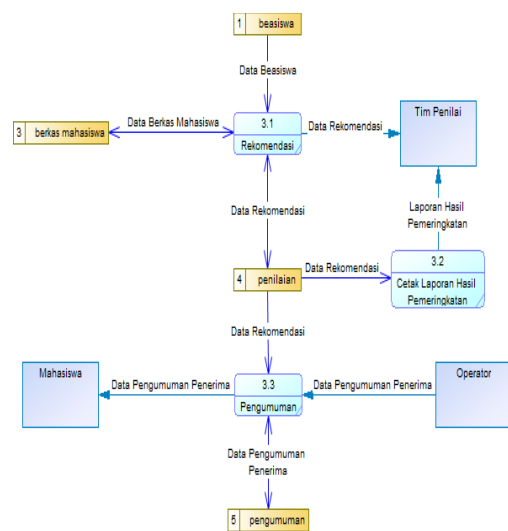 1 beasiswa
Data Beasiswa
3 berkas mahasiswa
Data Berkas Mahasiswa
3.1
Rekomendasi
Data Rekomendasi
Tim Penilai
Data Rekomendasi
Laporan Hasil
Pemeringkatan
4 penilaian
Data Rekomendasi
3.2
Cetak Laporan Hasil
Pemeringkatan
Data Rekomendasi
Mahasiswa
Data Pengumuman Penerima
3.3
Pengumuman
Data Pengumuman Penerima
Operator
Data Pengumuman
Penerima
5 pengumuman